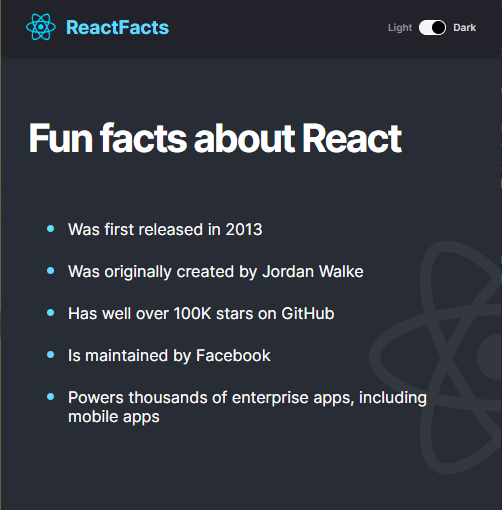 ReactFacts
Light
Dark
Fun facts about React
Was first released in 2013
Was originally created by Jordan Walke
Has well over 100K stars on GitHub
Is maintained by Facebook
Powers thousands of enterprise apps, including
mobile apps